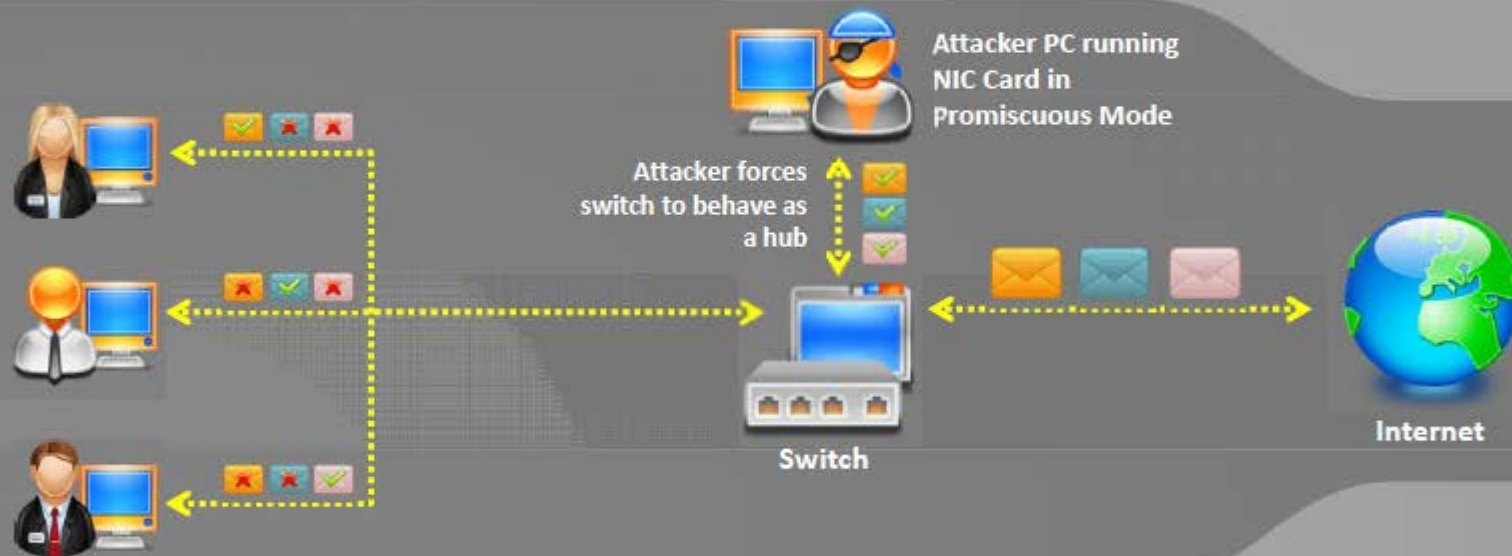 Attacker PC running
NIC Card in
Promiscuous Mode
Attacker forces
switch to behave as
a hub
Switch
Internet